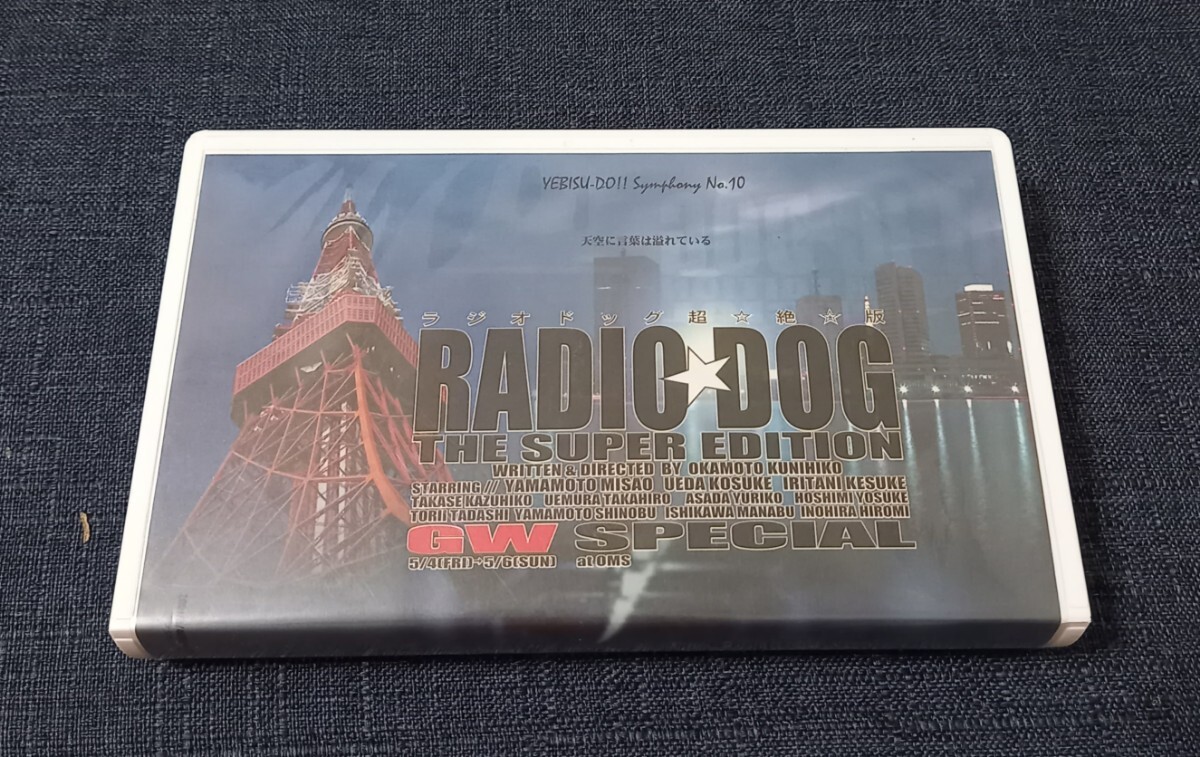 YEBISU-DO!! Symphony No.10
天空に言葉は溢れている
ラジオドッグ超☆絶☆版
RADIO★DOG
THE SUPER EDITION
WRITTEN & DIRECTED BY OKAMOTO KUNIHIKO
STARRING // YAMAMOTO MISAO UEDA KOSUKE IRITANI KESUKE
TAKASE KAZUHIKO UEMURA TAKAHIRO ASADA YURIKO HOSHIMI YOSUKE
TORII TADASHI YAMAMOTO SHINOBU ISHIKAWA MANABU INOHIRA HIROMI
GW SPECIAL
5/4(FRI)→5/6(SUN) at OMS